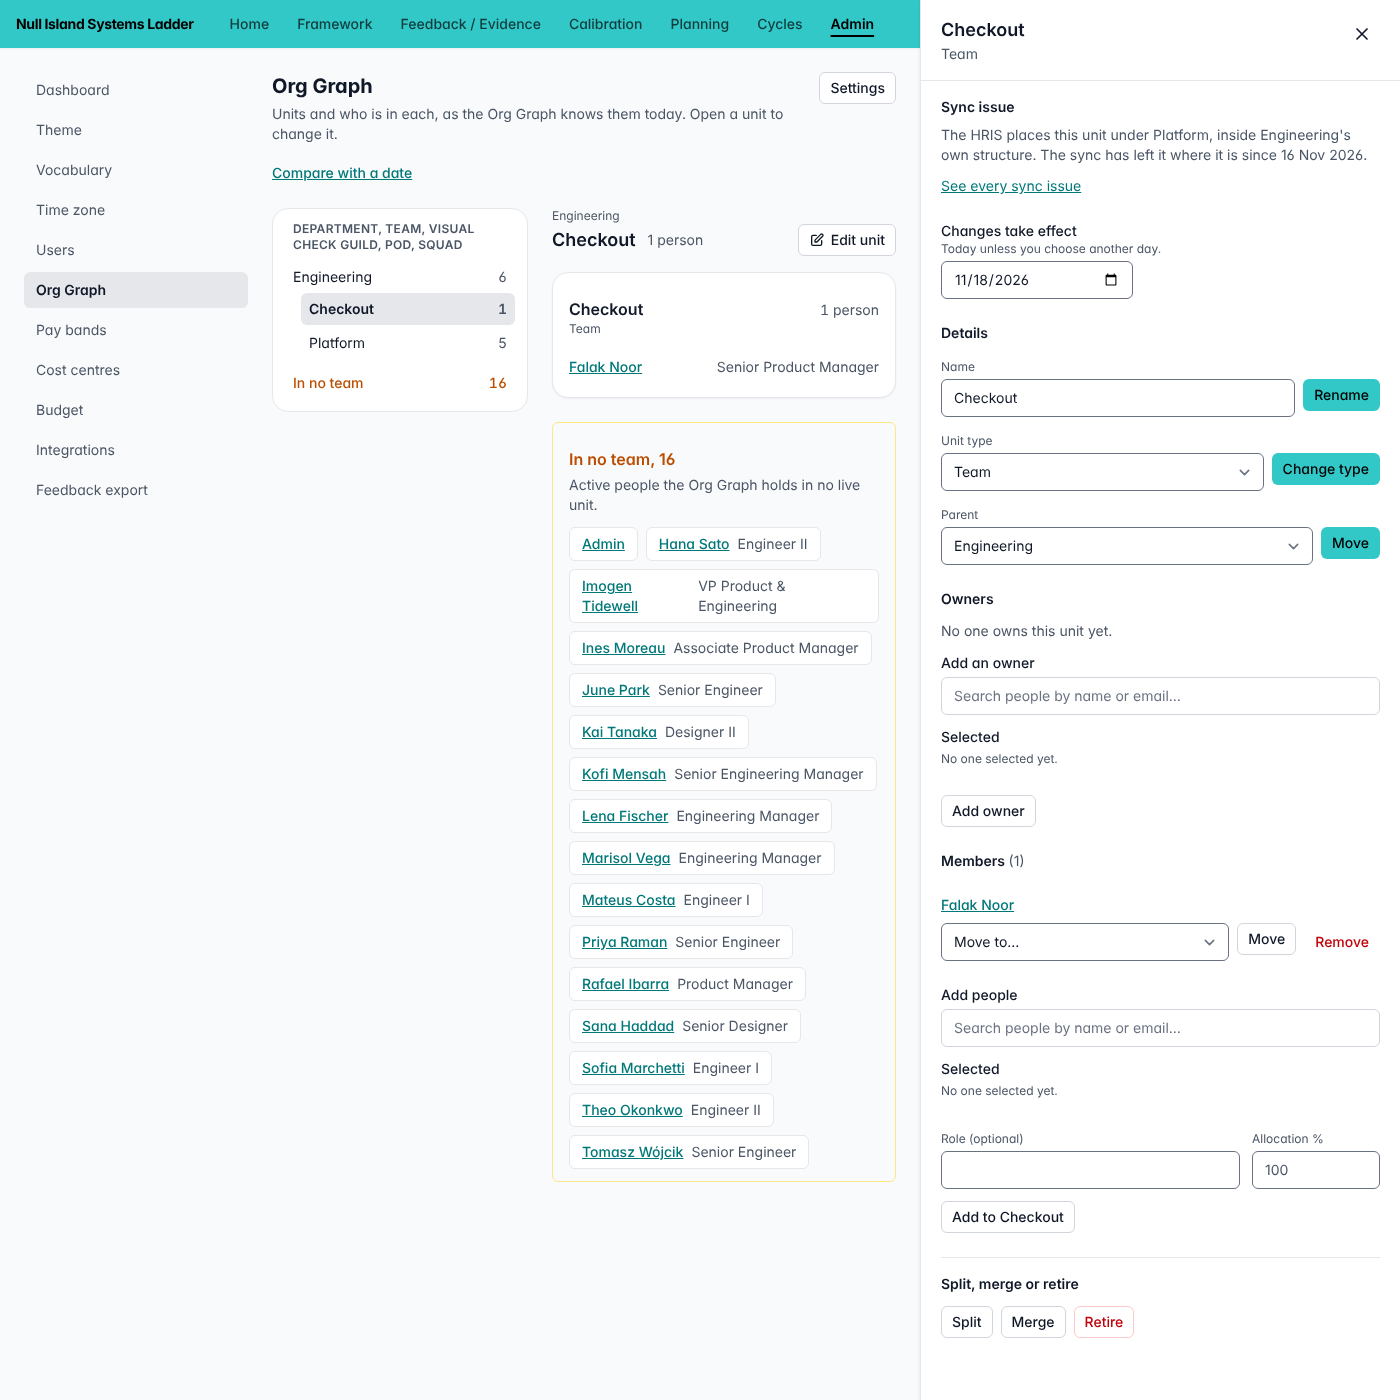 Null Island Systems Ladder
Home
Framework
Feedback / Evidence
Calibration
Planning
Cycles
Admin
Dashboard
Theme
Vocabulary
Time zone
Users
Org Graph
Pay bands
Cost centres
Budget
Integrations
Feedback export
Org Graph
Units and who is in each, as the Org Graph knows them today. Open a unit to
change it.
Settings
Compare with a date
DEPARTMENT, TEAM, VISUAL
CHECK GUILD, POD, SQUAD
Engineering 6
Checkout 1
Platform 5
In no team 16
Engineering
Checkout 1 person
Edit unit
Checkout 1 person
Team
Falak Noor Senior Product Manager
In no team, 16
Active people the Org Graph holds in no live
unit.
Admin
Hana Sato Engineer II
Imogen VP Product &
Tidewell Engineering
Ines Moreau Associate Product Manager
June Park Senior Engineer
Kai Tanaka Designer II
Kofi Mensah Senior Engineering Manager
Lena Fischer Engineering Manager
Marisol Vega Engineering Manager
Mateus Costa Engineer I
Priya Raman Senior Engineer
Rafael Ibarra Product Manager
Sana Haddad Senior Designer
Sofia Marchetti Engineer I
Theo Okonkwo Engineer II
Tomasz Wójcik Senior Engineer
Checkout
Team
Sync issue
The HRIS places this unit under Platform, inside Engineering's
own structure. The sync has left it where it is since 16 Nov 2026.
See every sync issue
Changes take effect
Today unless you choose another day.
11/18/2026
Details
Name
Checkout
Rename
Unit type
Team
Change type
Parent
Engineering
Move
Owners
No one owns this unit yet.
Add an owner
Search people by name or email...
Selected
No one selected yet.
Add owner
Members (1)
Falak Noor
Move to...
Move
Remove
Add people
Search people by name or email...
Selected
No one selected yet.
Role (optional)
Allocation %
100
Add to Checkout
Split, merge or retire
Split
Merge
Retire